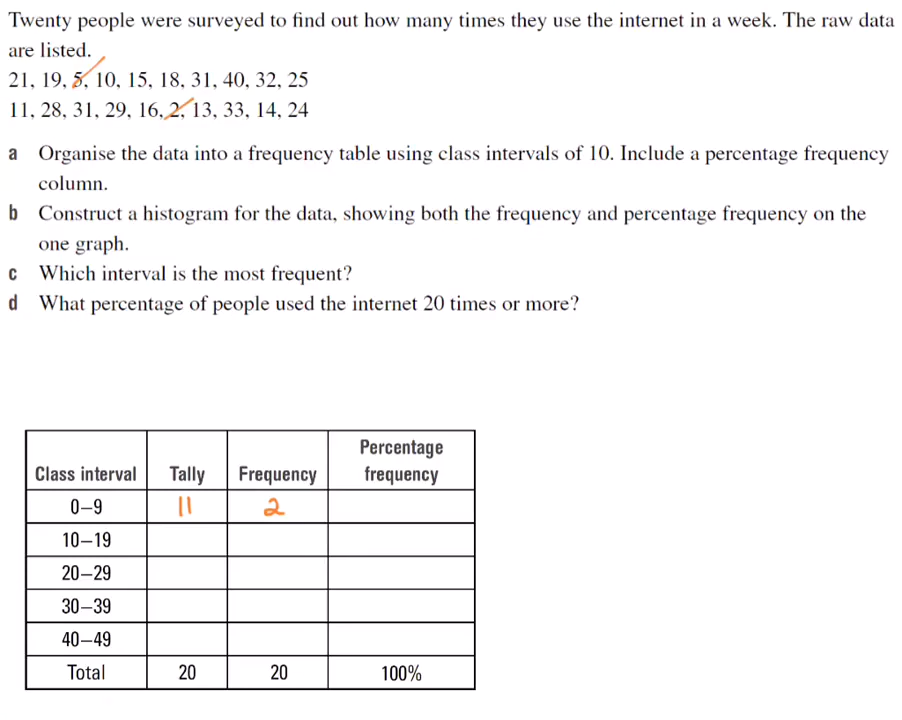 Twenty people were surveyed to find out how many times they use the internet in a week. The raw data
are listed.
21, 19, 5, 10, 15, 18, 31, 40, 32, 25
11, 28, 31, 29, 16, 2, 13, 33, 14, 24
a Organise the data into a frequency table using class intervals of 10. Include a percentage frequency
column.
b Construct a histogram for the data, showing both the frequency and percentage frequency on the
one graph.
c Which interval is the most frequent?
d What percentage of people used the internet 20 times or more?
Class interval Tally Frequency Percentage frequency
0–9 || 2
10–19
20–29
30–39
40–49
Total 20 20 100%